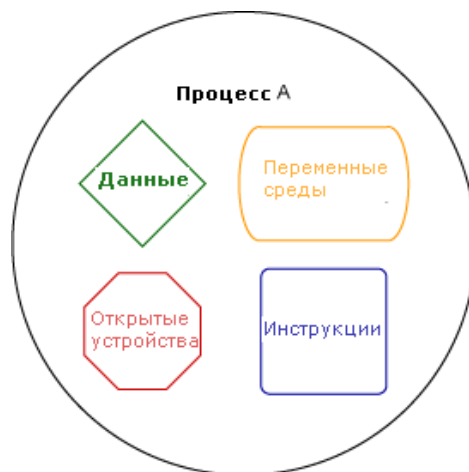 Процесс А
Данные
Переменные
среды
Открытые
устройства
Инструкции